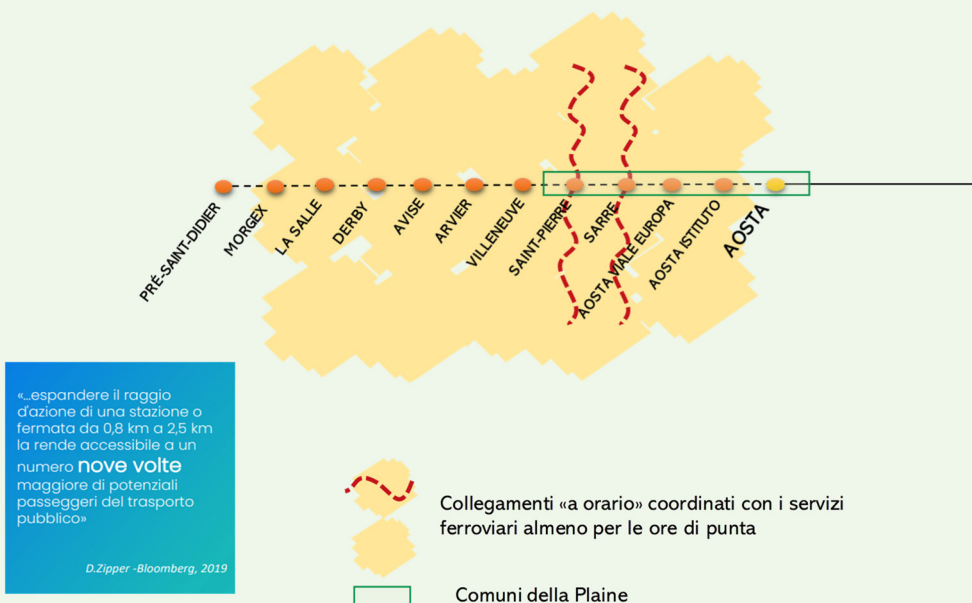 PRÉ-SAINT-DIDIER
MORGEX
LA SALLE
DERBY
AVISE
ARVIER
VILLENEUVE
SAINT-PIERRE
SARRE
AOSTA VIALE EUROPA
AOSTA ISTITUTO
AOSTA
«...espandere il raggio
d'azione di una stazione o
fermata da 0,8 km a 2,5 km
la rende accessibile a un
numero nove volte
maggiore di potenziali
passeggeri del trasporto
pubblico»
D.Zipper -Bloomberg, 2019
Collegamenti «a orario» coordinati con i servizi
ferroviari almeno per le ore di punta
Comuni della Plaine